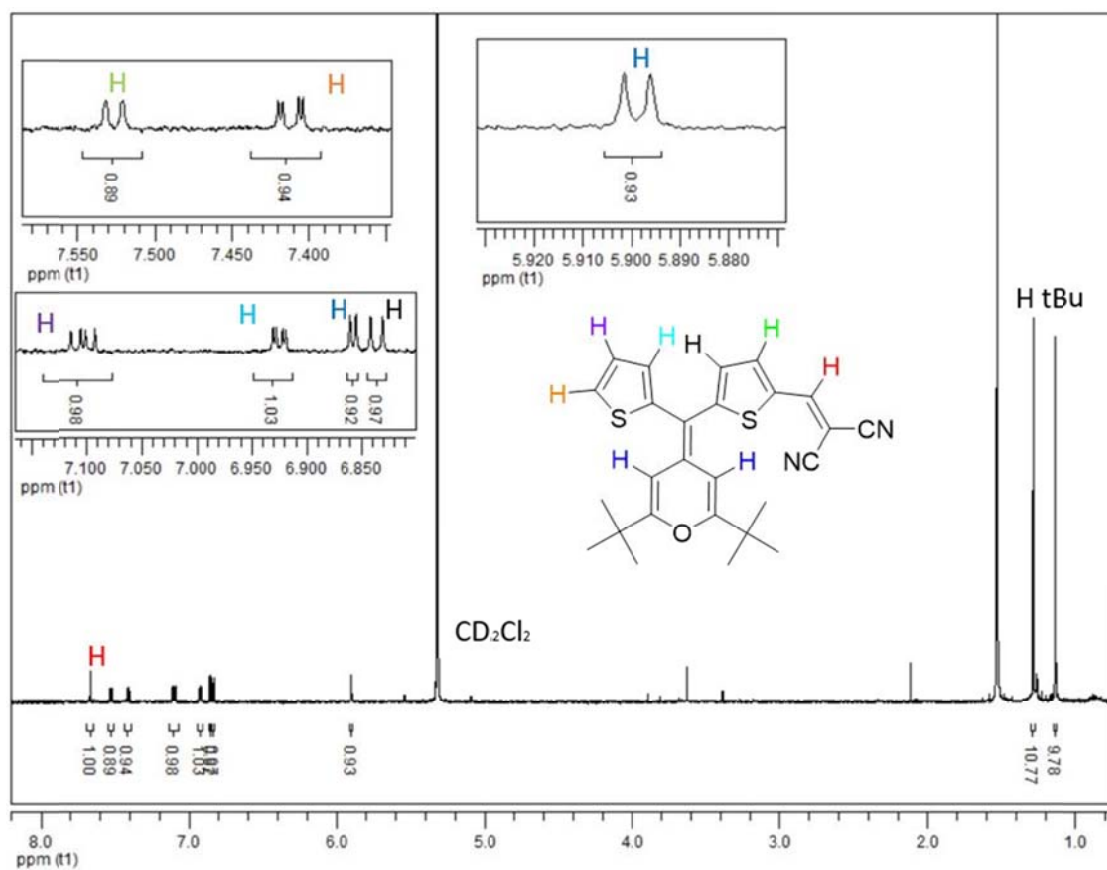 H H
0.89 0.94
7.550 7.500 7.450 7.400
ppm (t1)
H
0.93
5.920 5.910 5.900 5.890 5.880
ppm (t1)
H H H H
0.98 1.03 0.92 0.97
7.100 7.050 7.000 6.950 6.900 6.850
ppm (t1)
H tBu
H H H H H
H S S CN
NC
H H
O
CD2Cl2
H
1.00 0.89 0.94 0.98 1.03 0.93 10.77 9.78
8.0 7.0 6.0 5.0 4.0 3.0 2.0 1.0
ppm (t1)